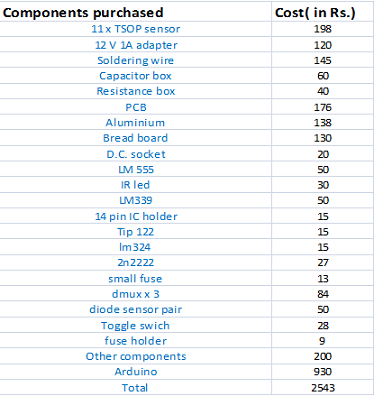 Components purchased Cost( in Rs.)
11 x TSOP sensor 198
12 V 1A adapter 120
Soldering wire 145
Capacitor box 60
Resistance box 40
PCB 176
Aluminium 138
Bread board 130
D.C. socket 20
LM 555 50
IR led 30
LM339 50
14 pin IC holder 15
Tip 122 15
lm324 15
2n2222 27
small fuse 13
dmux x 3 84
diode sensor pair 50
Toggle swich 28
fuse holder 9
Other components 200
Arduino 930
Total 2543